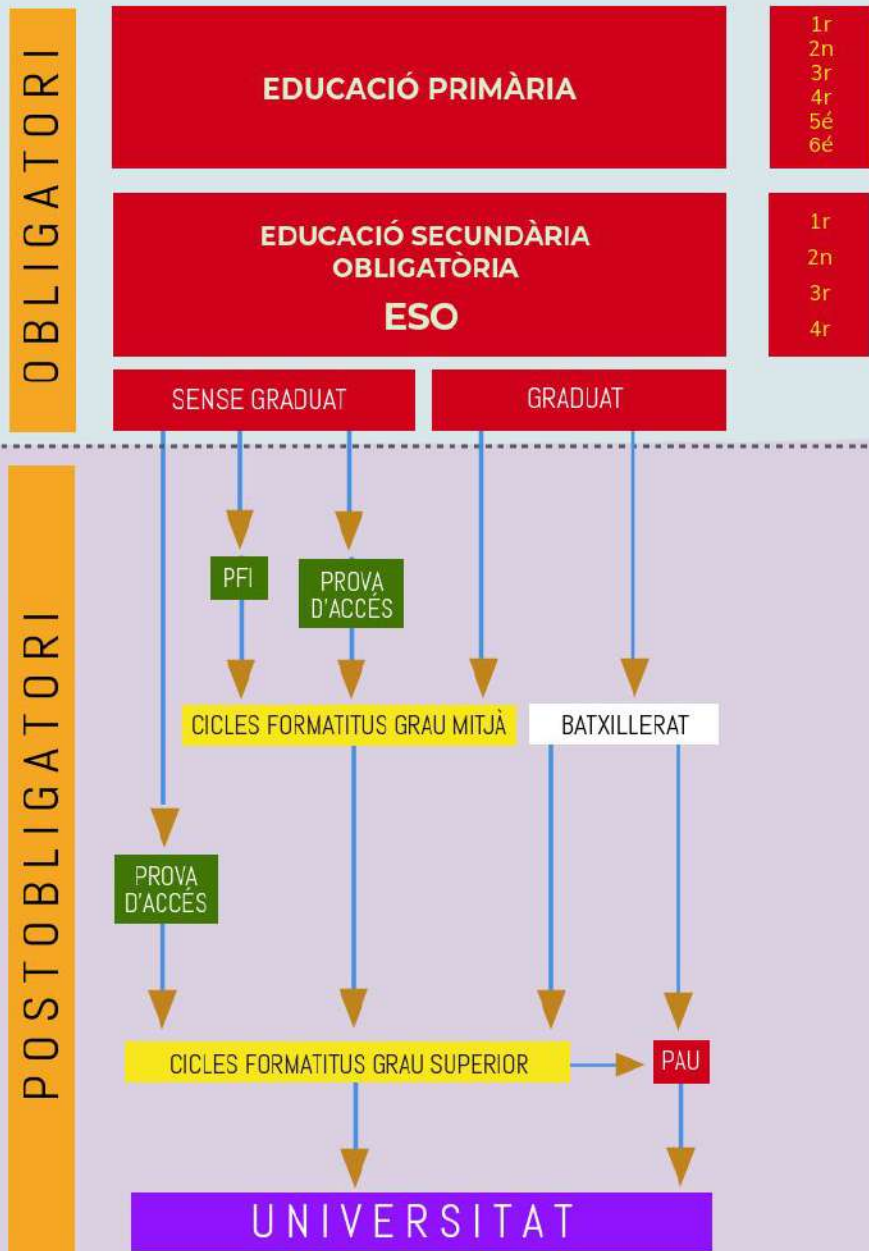 OBLIGATORI
EDUCACIÓ PRIMÀRIA
1r
2n
3r
4r
5é
6é
EDUCACIÓ SECUNDÀRIA
OBLIGATÒRIA
ESO
1r
2n
3r
4r
SENSE GRADUAT
GRADUAT
POSTOBLIGATORI
PFI
PROVA
D'ACCÉS
CICLES FORMATITUS GRAU MITJÀ
BATXILLERAT
PROVA
D'ACCÉS
CICLES FORMATITUS GRAU SUPERIOR
PAU
UNIVERSITAT